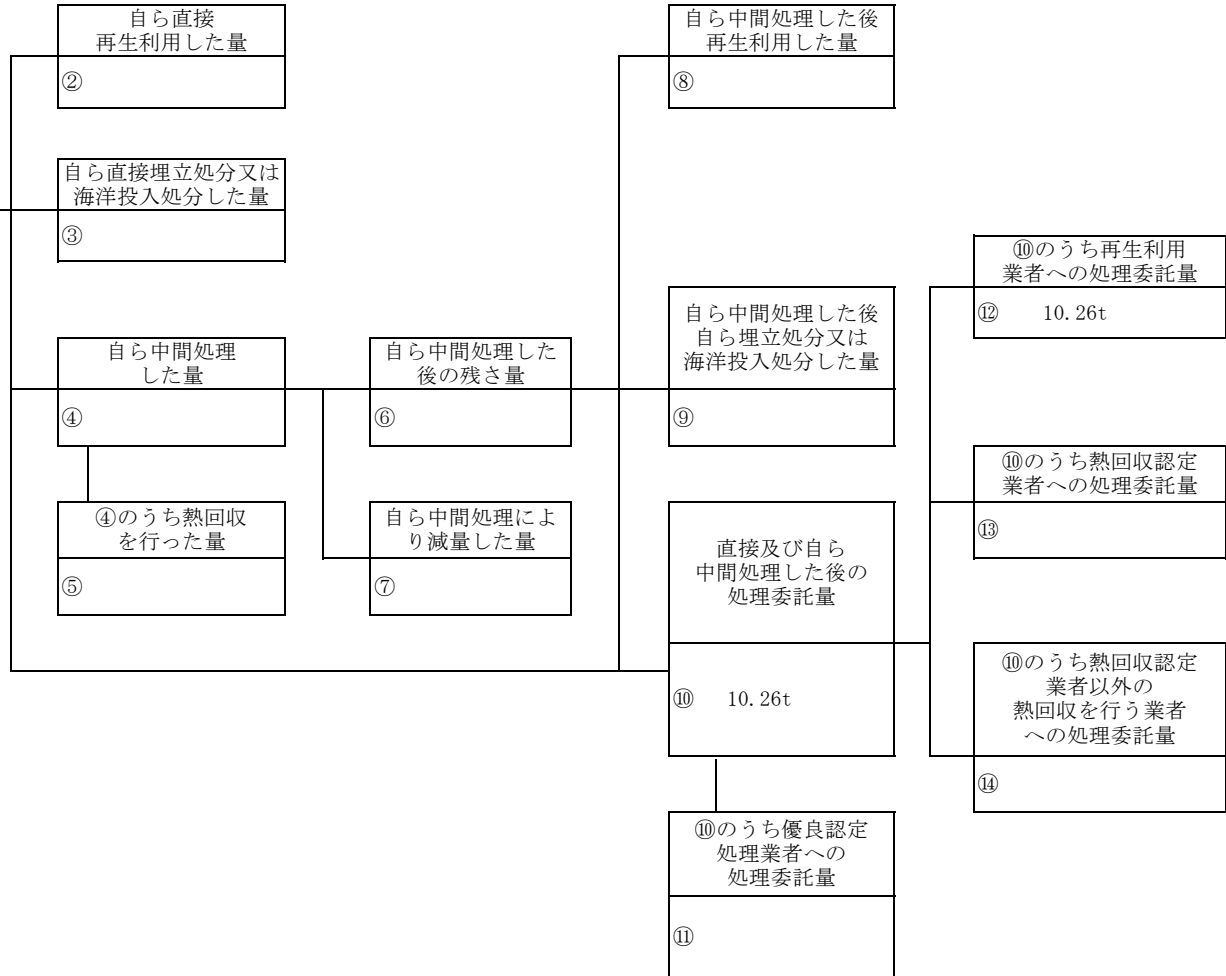 自ら直接
再生利用した量
②
自ら中間処理した後
再生利用した量
⑧
自ら直接埋立処分又は
海洋投入処分した量
③
⑩のうち再生利用
業者への処理委託量
⑫ 10.26t
自ら中間処理
した量
④
自ら中間処理した
後の残さ量
⑥
自ら中間処理した後
自ら埋立処分又は
海洋投入処分した量
⑨
⑩のうち熱回収認定
業者への処理委託量
⑬
④のうち熱回収
を行った量
⑤
自ら中間処理によ
り減量した量
⑦
直接及び自ら
中間処理した後の
処理委託量
⑩ 10.26t
⑩のうち熱回収認定
業者以外の
熱回収を行う業者
への処理委託量
⑭
⑩のうち優良認定
処理業者への
処理委託量
⑪